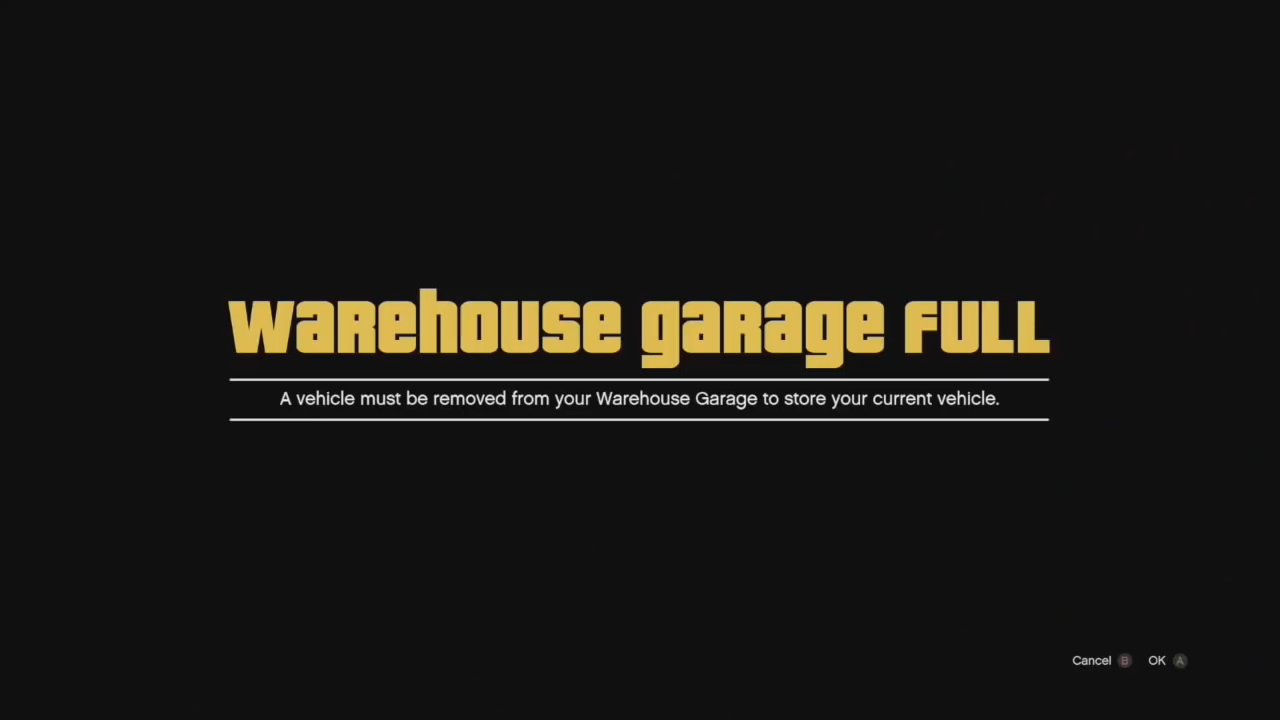 warehouse garage FULL
A vehicle must be removed from your Warehouse Garage to store your current vehicle.
Cancel B OK A